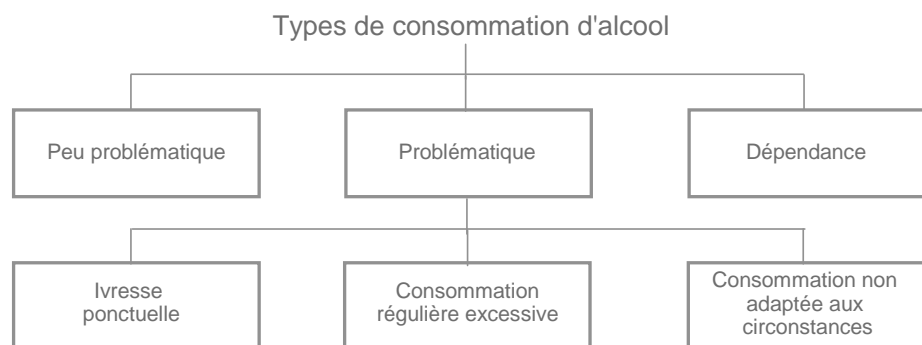 Types de consommation d'alcool
Peu problématique
Problématique
Dépendance
Ivresse
ponctuelle
Consommation
régulière excessive
Consommation non
adaptée aux
circonstances